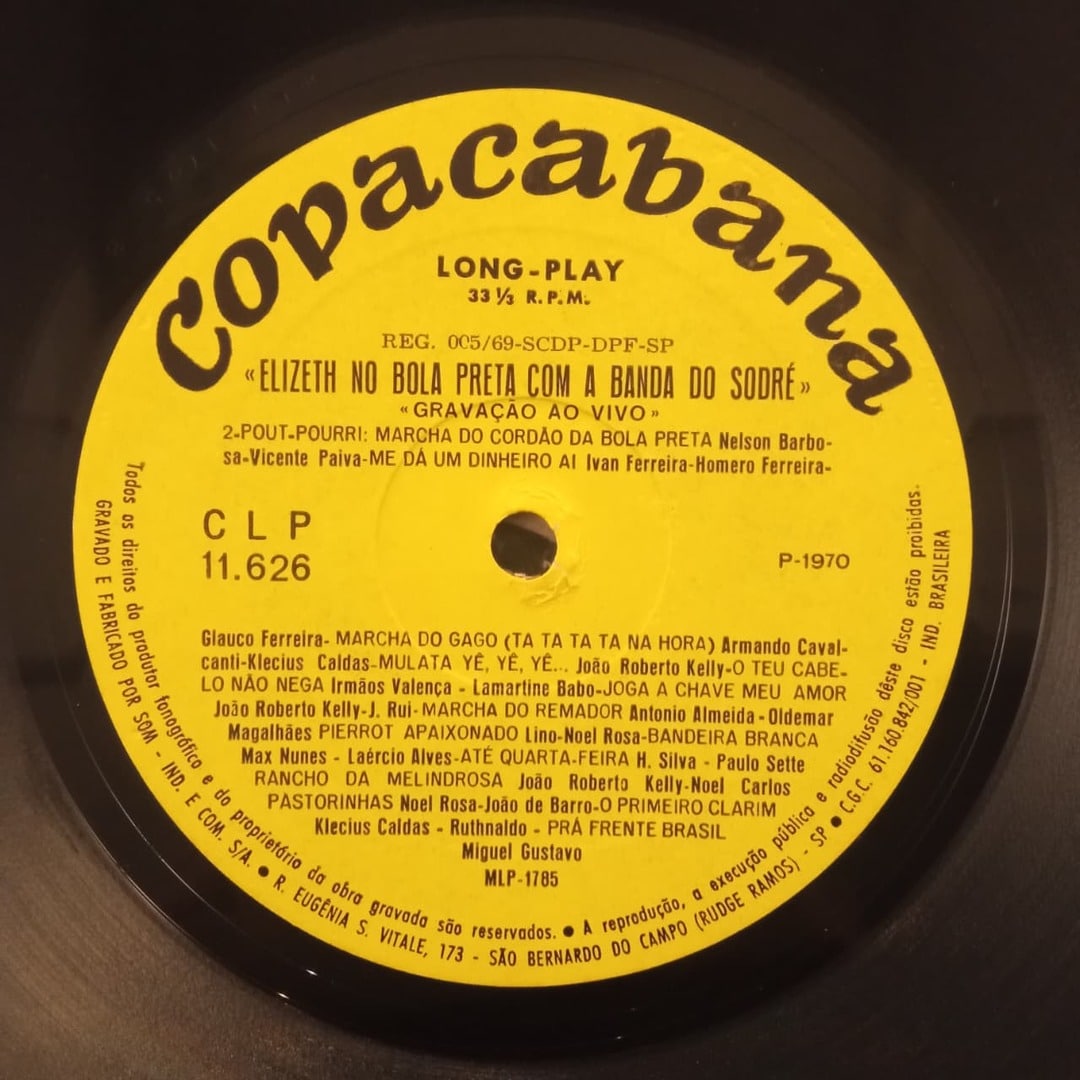 Copacabana
LONG-PLAY
33 1/3 R.P.M.
REG. 005/69-SCDP-DPF-SP
«ELIZETH NO BOLA PRETA COM A BANDA DO SODRÉ»
«GRAVAÇÃO AO VIVO»
2-POUT-POURRI: MARCHA DO CORDÃO DA BOLA PRETA Nelson Barbo-
sa-Vicente Paiva-ME DÁ UM DINHEIRO AI Ivan Ferreira-Homero Ferreira-
CLP
11.626
P-1970
Glauco Ferreira- MARCHA DO GAGO (TA TA TA TA NA HORA) Armando Caval-
canti-Klecius Caldas-MULATA YÊ, YÊ, YÊ... João Roberto Kelly-O TEU CABE-
LO NÃO NEGA Irmãos Valença - Lamartine Babo-JOGA A CHAVE MEU AMOR
João Roberto Kelly-J. Rui-MARCHA DO REMADOR Antonio Almeida-Oldemar
Magalhães PIERROT APAIXONADO Lino-Noel Rosa-BANDEIRA BRANCA
Max Nunes - Laércio Alves-ATÉ QUARTA-FEIRA H. Silva - Paulo Sette
RANCHO DA MELINDROSA João Roberto Kelly-Noel Carlos
PASTORINHAS Noel Rosa-João de Barro-O PRIMEIRO CLARIM
Klecius Caldas - Ruthnaldo - PRÁ FRENTE BRASIL
Miguel Gustavo
MLP-1785
Todos os direitos do produtor fonográfico e do proprietário da obra gravada são reservados. ● A reprodução, a execução pública e radiodifusão dêste disco estão proibidas.
GRAVADO E FABRICADO POR SOM - IND. E COM. S/A. ● R. EUGÊNIA S. VITALE, 173 - SÃO BERNARDO DO CAMPO (RUDGE RAMOS) - SP ● C.G.C. 61.160.842/001 - IND. BRASILEIRA